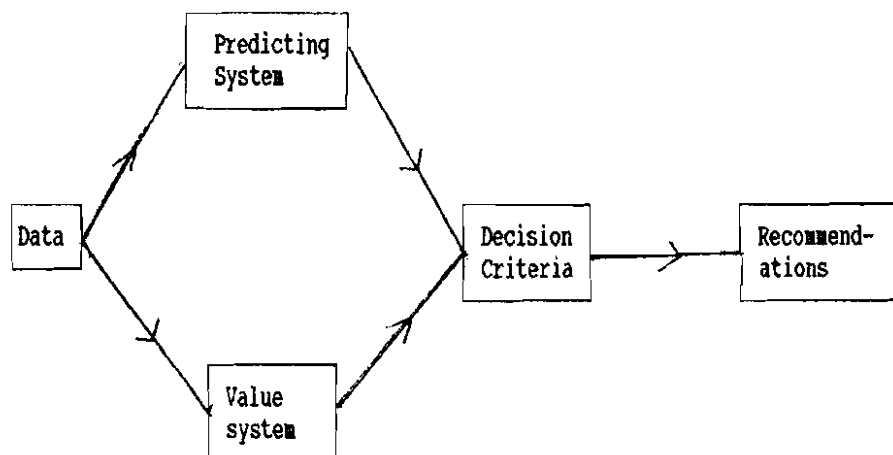 Predicting
System
Data
Decision
Criteria
Recommend-
ations
Value
system